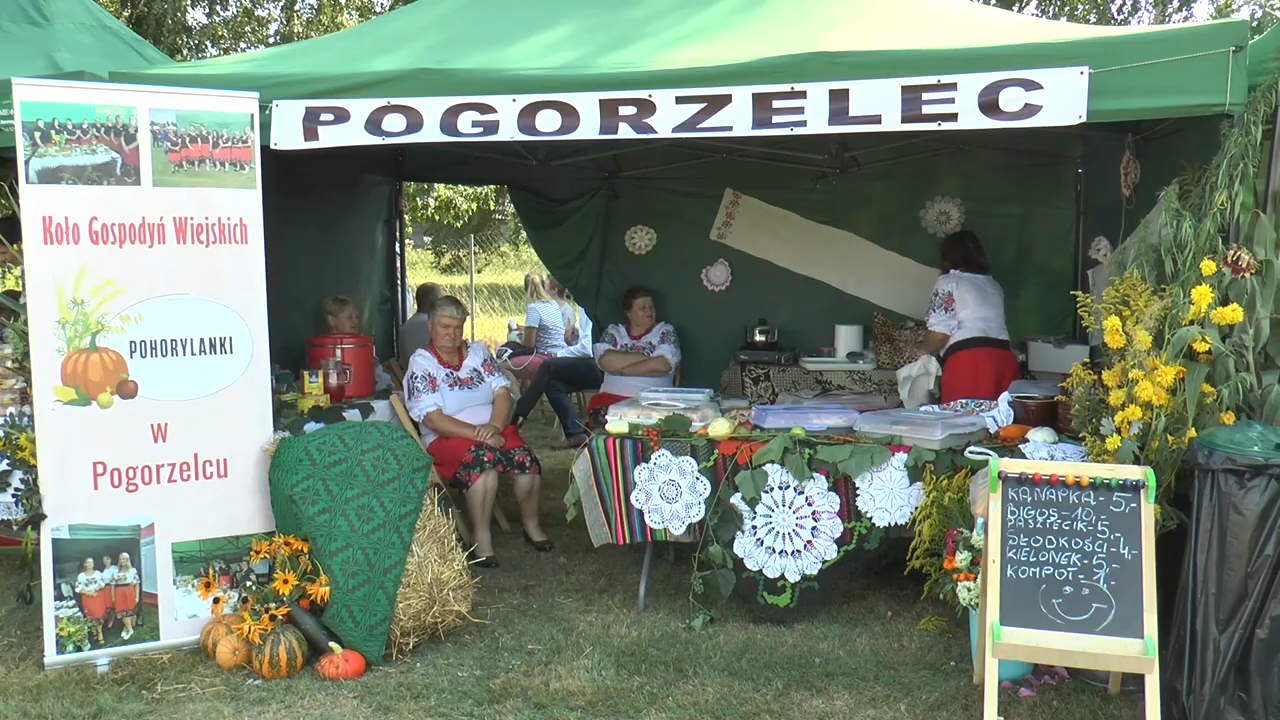 POGORZELEC
Koło Gospodyń Wiejskich
POHORYLANKI
w
Pogorzelcu
KANAPKA - 5,-
BIGOS - 10,-
PASZTECIK - 5,-
SŁODKOŚCI - 4,-
KIELONEK - 5,-
KOMPOT - 1,-